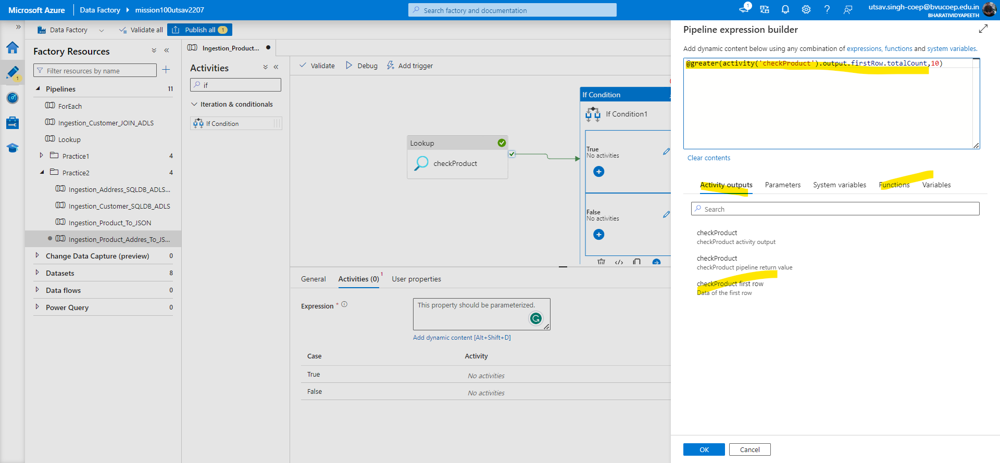 Microsoft Azure
Data Factory
mission100utsav2207
Search factory and documentation
1
utsav.singh-coep@bvucoep.edu.in
BHARATIVIDYAPEETH
Data Factory
Validate all
Publish all 1
1
Factory Resources
Filter resources by name
Pipelines 11
ForEach
Ingestion_Customer_JOIN_ADLS
Lookup
Practice1 4
Practice2 4
Ingestion_Address_SQLDB_ADLS...
Ingestion_Customer_SQLDB_ADLS
Ingestion_Product_To_JSON
Ingestion_Product_Addres_To_JS...
Change Data Capture (preview) 0
Datasets 8
Data flows 0
Power Query 0
Ingestion_Product...
Activities
if
Iteration & conditionals
If Condition
Validate
Debug
Add trigger
Lookup
checkProduct
If Condition
If Condition1
True
No activities
False
No activities
General
Activities (0) 1
User properties
Expression *
This property should be parameterized.
Add dynamic content [Alt+Shift+D]
Case Activity
True No activities
False No activities
Pipeline expression builder
Add dynamic content below using any combination of expressions, functions and system variables.
@greater(activity('checkProduct').output.firstRow.totalCount,10)
Clear contents
Activity outputs Parameters System variables Functions Variables
Search
checkProduct
checkProduct activity output
checkProduct
checkProduct pipeline return value
checkProduct first row
Data of the first row
OK Cancel